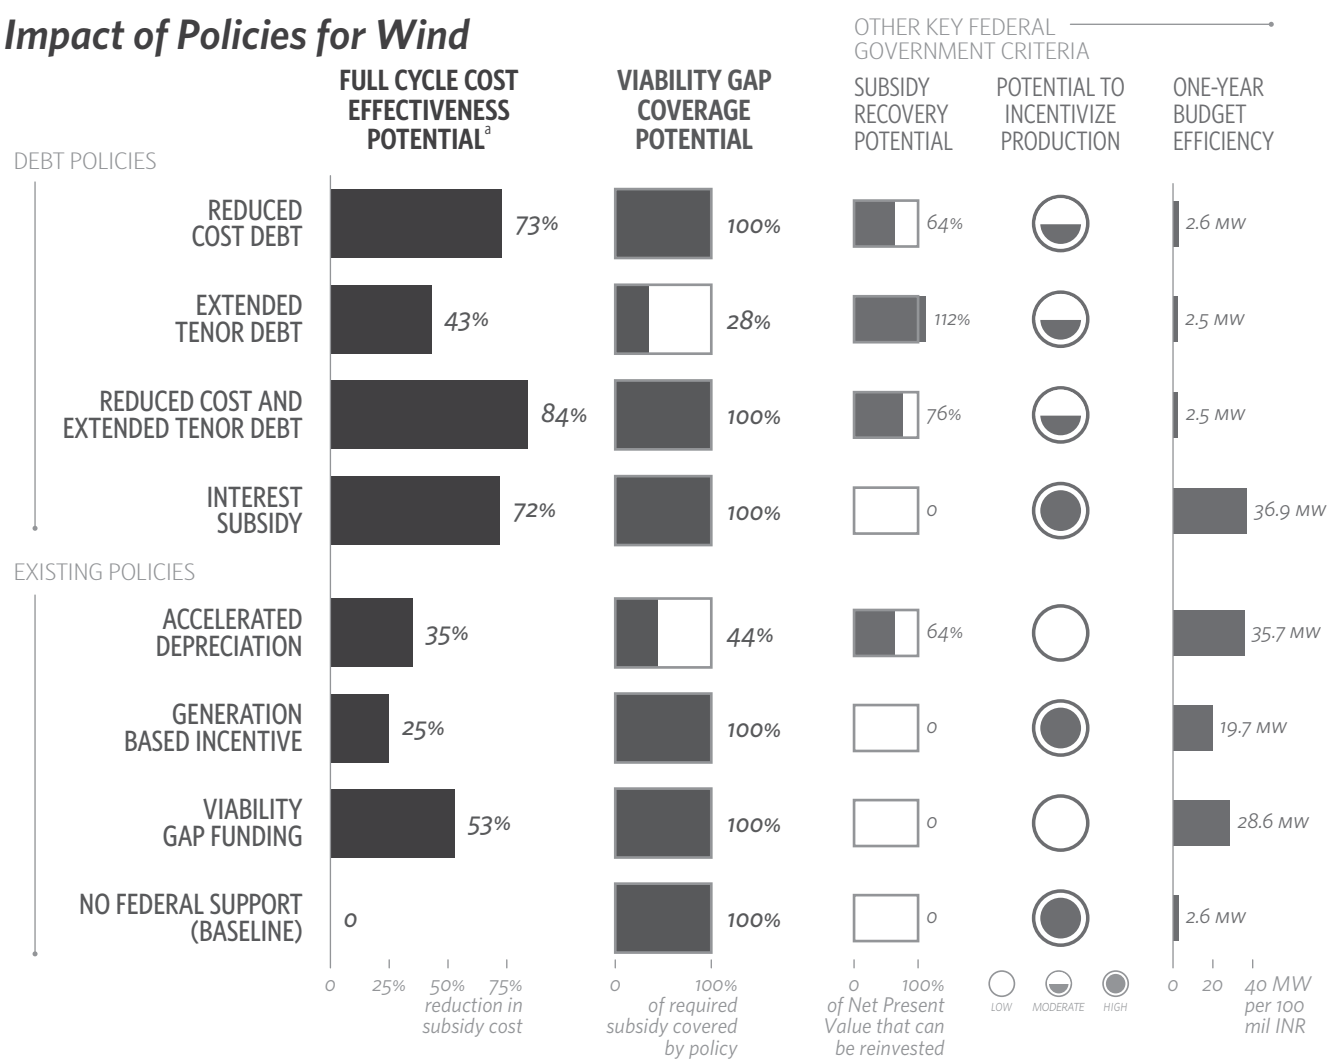 Impact of Policies for Wind
OTHER KEY FEDERAL
GOVERNMENT CRITERIA
FULL CYCLE COST
EFFECTIVENESS
POTENTIALᵃ
VIABILITY GAP
COVERAGE
POTENTIAL
SUBSIDY
RECOVERY
POTENTIAL
POTENTIAL TO
INCENTIVIZE
PRODUCTION
ONE-YEAR
BUDGET
EFFICIENCY
DEBT POLICIES
REDUCED
COST DEBT
73%
100%
64%
2.6 MW
EXTENDED
TENOR DEBT
43%
28%
112%
2.5 MW
REDUCED COST AND
EXTENDED TENOR DEBT
84%
100%
76%
2.5 MW
INTEREST
SUBSIDY
72%
100%
0
36.9 MW
EXISTING POLICIES
ACCELERATED
DEPRECIATION
35%
44%
64%
35.7 MW
GENERATION
BASED INCENTIVE
25%
100%
0
19.7 MW
VIABILITY
GAP FUNDING
53%
100%
0
28.6 MW
NO FEDERAL SUPPORT
(BASELINE)
0
100%
0
2.6 MW
0 25% 50% 75%
reduction in
subsidy cost
0 100%
of required
subsidy covered
by policy
0 100%
of Net Present
Value that can
be reinvested
LOW MODERATE HIGH
0 20 40 MW
per 100
mil INR